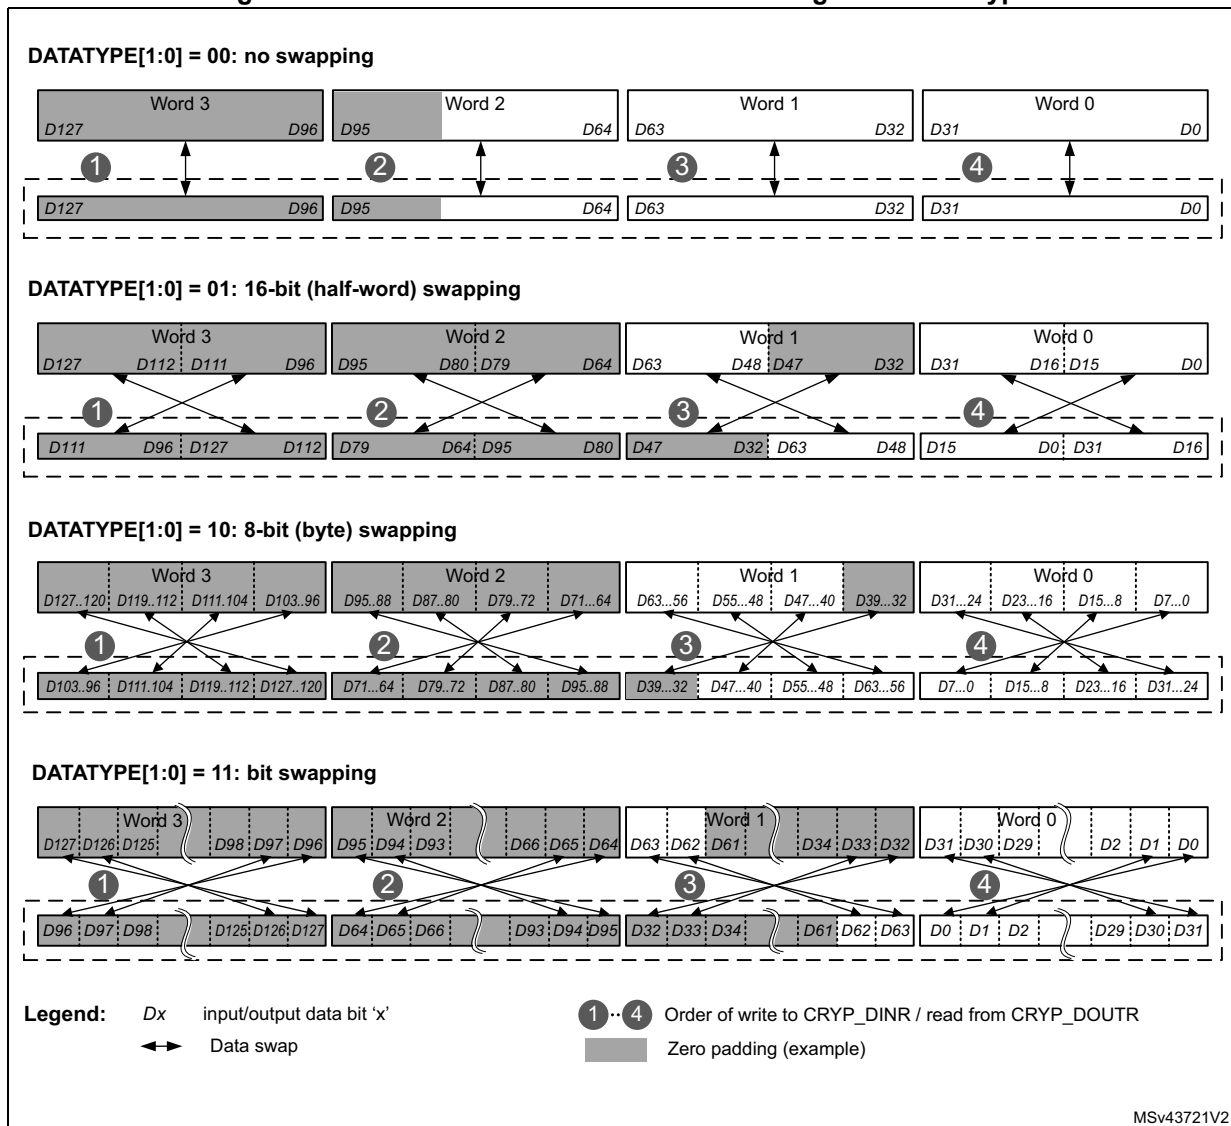 DATATYPE[1:0] = 00: no swapping
Word 3 Word 2 Word 1 Word 0
D127 D96 D95 D64 D63 D32 D31 D0
1 2 3 4
D127 D96 D95 D64 D63 D32 D31 D0
DATATYPE[1:0] = 01: 16-bit (half-word) swapping
Word 3 Word 2 Word 1 Word 0
D127 D112 D111 D96 D95 D80 D79 D64 D63 D48 D47 D32 D31 D16 D15 D0
1 2 3 4
D111 D96 D127 D112 D79 D64 D95 D80 D47 D32 D63 D48 D15 D0 D31 D16
DATATYPE[1:0] = 10: 8-bit (byte) swapping
Word 3 Word 2 Word 1 Word 0
D127..120 D119..112 D111.104 D103..96 D95..88 D87..80 D79..72 D71...64 D63...56 D55...48 D47...40 D39...32 D31...24 D23...16 D15...8 D7...0
1 2 3 4
D103..96 D111.104 D119..112 D127..120 D71...64 D79..72 D87..80 D95..88 D39...32 D47...40 D55...48 D63...56 D7...0 D15...8 D23...16 D31...24
DATATYPE[1:0] = 11: bit swapping
Word 3 Word 2 Word 1 Word 0
D127 D126 D125 D98 D97 D96 D95 D94 D93 D66 D65 D64 D63 D62 D61 D34 D33 D32 D31 D30 D29 D2 D1 D0
1 2 3 4
D96 D97 D98 D125 D126 D127 D64 D65 D66 D93 D94 D95 D32 D33 D34 D61 D62 D63 D0 D1 D2 D29 D30 D31
Legend: Dx input/output data bit ‘x’ 1 ·· 4 Order of write to CRYP_DINR / read from CRYP_DOUTR
Data swap Zero padding (example)
MSv43721V2